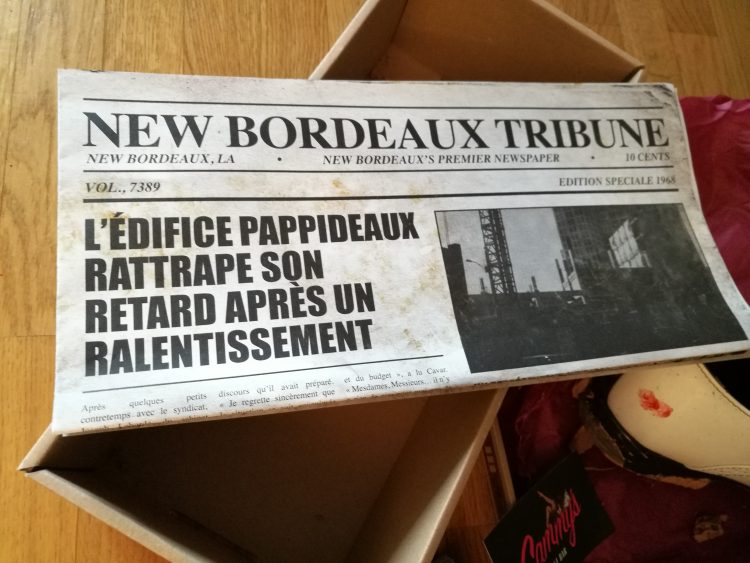 NEW BORDEAUX TRIBUNE
NEW BORDEAUX, LA • NEW BORDEAUX'S PREMIER NEWSPAPER • 10 CENTS
VOL., 7389 EDITION SPECIALE 1968
L'ÉDIFICE PAPPIDEAUX
RATTRAPE SON
RETARD APRÈS UN
RALENTISSEMENT
Après quelques petits
contretemps avec le syndicat,
discours qu'il avait préparé.
« Je regrette sincèrement que
et du budget », a lu Cavar.
« Mesdames, Messieurs… il n'y
Sammy's
BAR